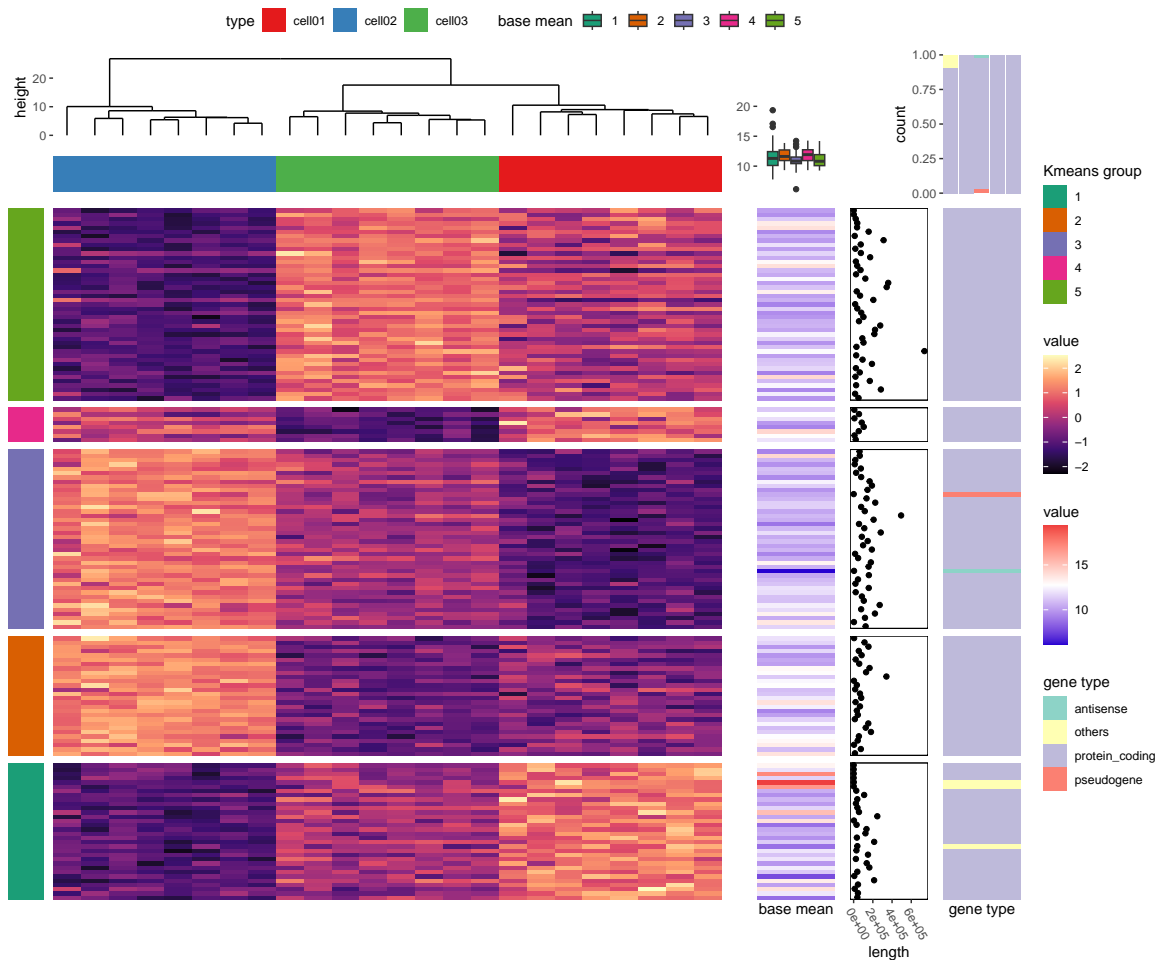 type cell01 cell02 cell03 base mean 1 2 3 4 5
height
20
10
0
20
15
10
count
1.00
0.75
0.50
0.25
0.00
Kmeans group
1
2
3
4
5
value
2
1
0
−1
−2
value
15
10
gene type
antisense
others
protein_coding
pseudogene
base mean
0e+00
2e+05
4e+05
6e+05
length
gene type